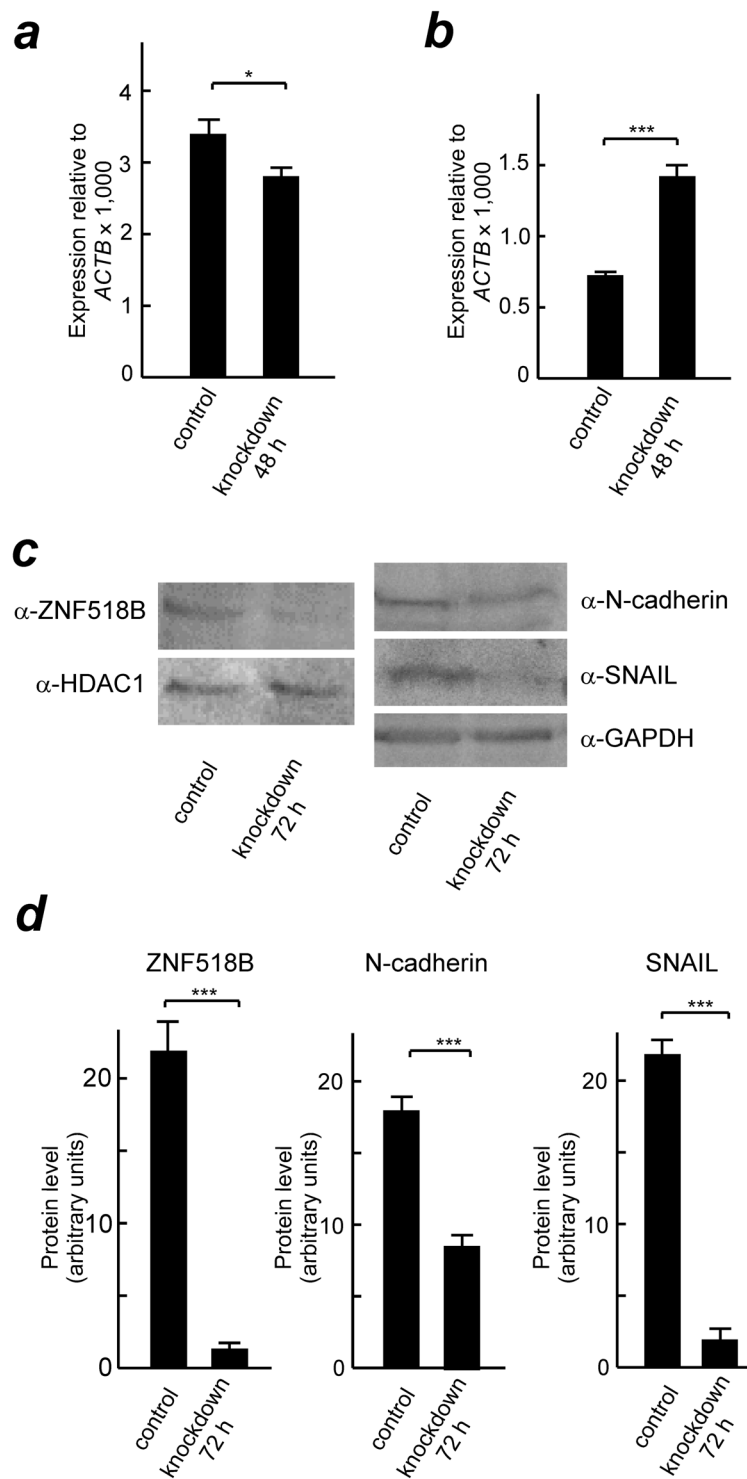 a
Expression relative to
ACTB x 1,000
4
3
2
0
*
control
knockdown
48 h
b
Expression relative to
ACTB x 1,000
1.5
1.0
0.5
0
***
control
knockdown
48 h
c
α-ZNF518B
α-HDAC1
control
knockdown
72 h
α-N-cadherin
α-SNAIL
α-GAPDH
control
knockdown
72 h
d
ZNF518B
Protein level
(arbitrary units)
20
10
0
***
control
knockdown
72 h
N-cadherin
Protein level
(arbitrary units)
20
10
0
***
control
knockdown
72 h
SNAIL
Protein level
(arbitrary units)
20
10
0
***
control
knockdown
72 h